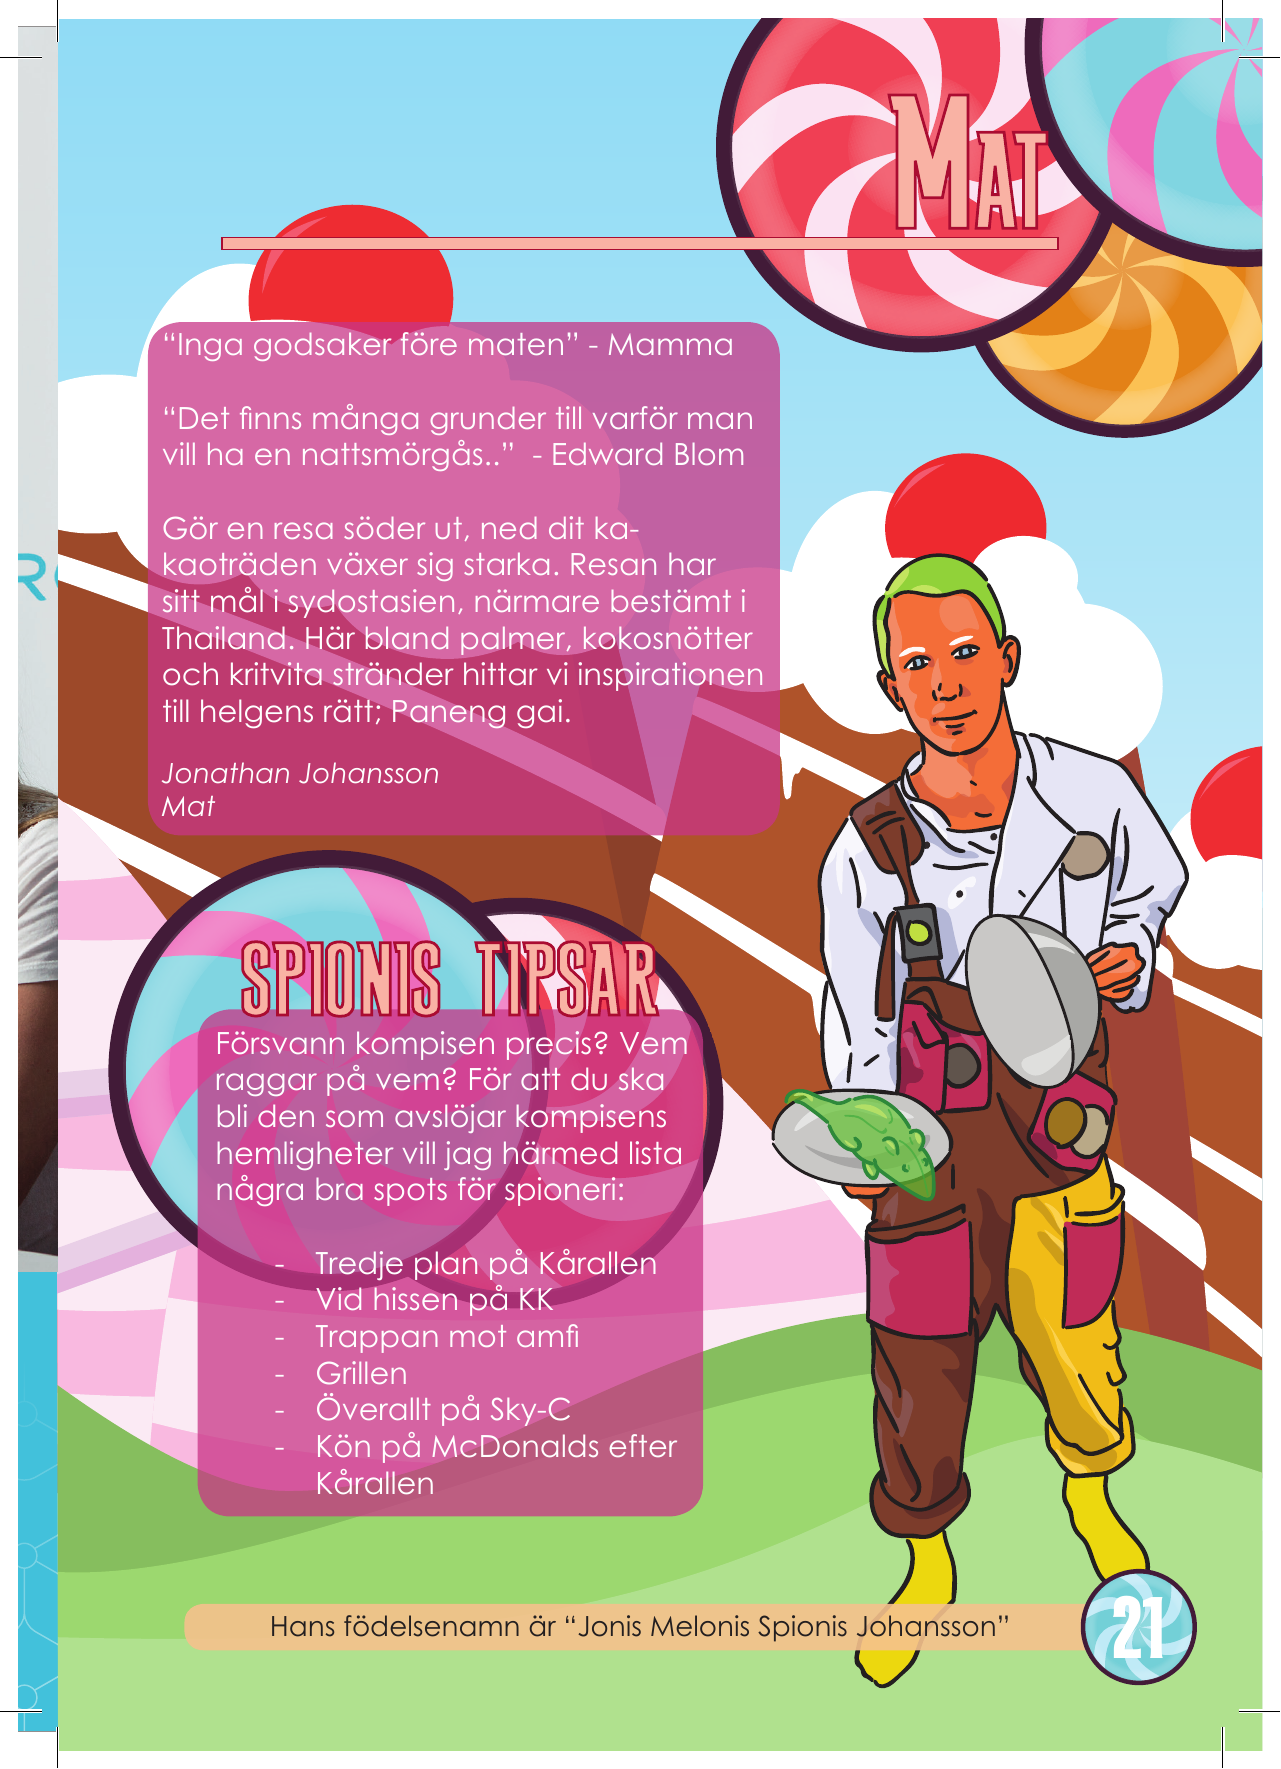 MAT
“Inga godsaker före maten” - Mamma
“Det finns många grunder till varför man
vill ha en nattsmörgås..”  - Edward Blom
Gör en resa söder ut, ned dit ka-
kaoträden växer sig starka. Resan har
sitt mål i sydostasien, närmare bestämt i
Thailand. Här bland palmer, kokosnötter
och kritvita stränder hittar vi inspirationen
till helgens rätt; Paneng gai.
Jonathan Johansson
Mat
SPIONIS TIPSAR
Försvann kompisen precis? Vem
raggar på vem? För att du ska
bli den som avslöjar kompisens
hemligheter vill jag härmed lista
några bra spots för spioneri:
- Tredje plan på Kårallen
- Vid hissen på KK
- Trappan mot amfi
- Grillen
- Överallt på Sky-C
- Kön på McDonalds efter
Kårallen
Hans födelsenamn är “Jonis Melonis Spionis Johansson”
21